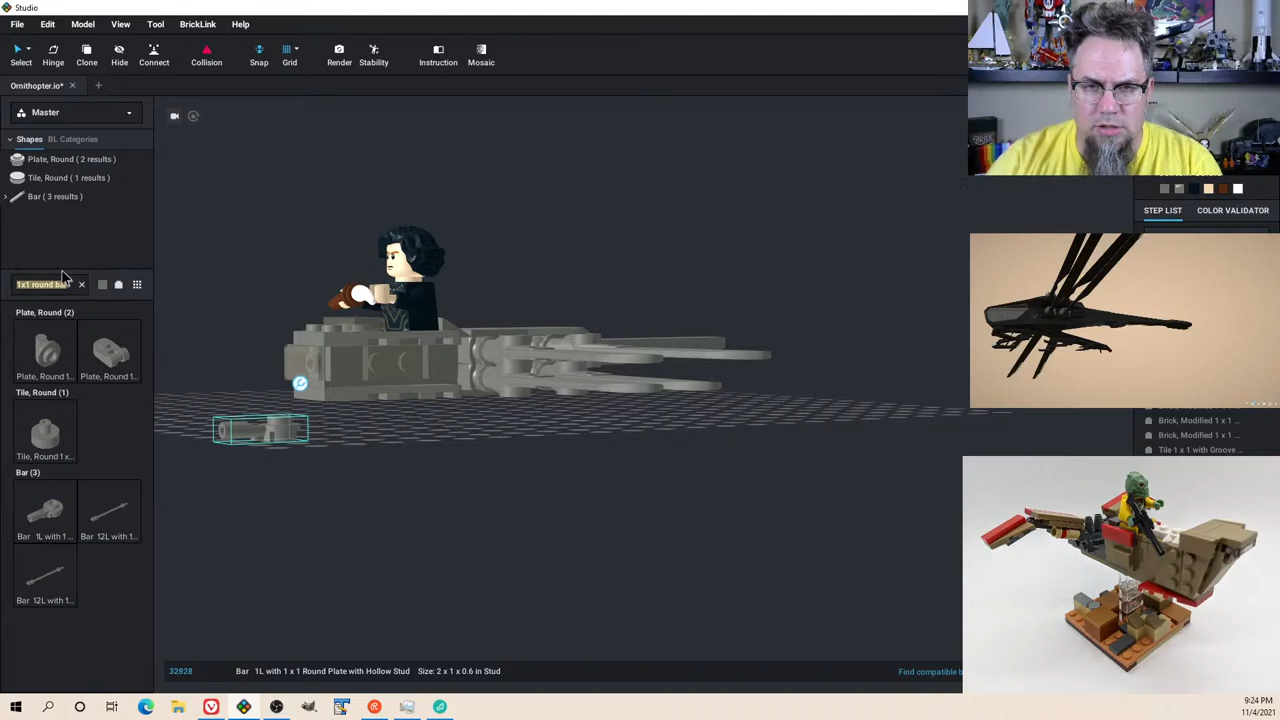 Studio
File Edit Model View Tool BrickLink Help
Select Hinge Clone Hide Connect Collision Snap Grid Render Stability Instruction Mosaic
Ornithopter.io*
Master
Shapes BL Categories
Plate, Round ( 2 results )
Tile, Round ( 1 results )
Bar ( 3 results )
STEP LIST COLOR VALIDATOR
Plate, Round (2)
Plate, Round 1... Plate, Round 1...
Tile, Round (1)
Tile, Round 1x...
Bar (3)
Bar 1L with 1 ... Bar 12L with 1...
Bar 12L with 1...
Brick, Modified 1 x 1 ...
Brick, Modified 1 x 1 ...
Tile 1 x 1 with Groove ...
32828 Bar 1L with 1 x 1 Round Plate with Hollow Stud Size: 2 x 1 x 0.6 in Stud
Find compatible b
9:24 PM
11/4/2021